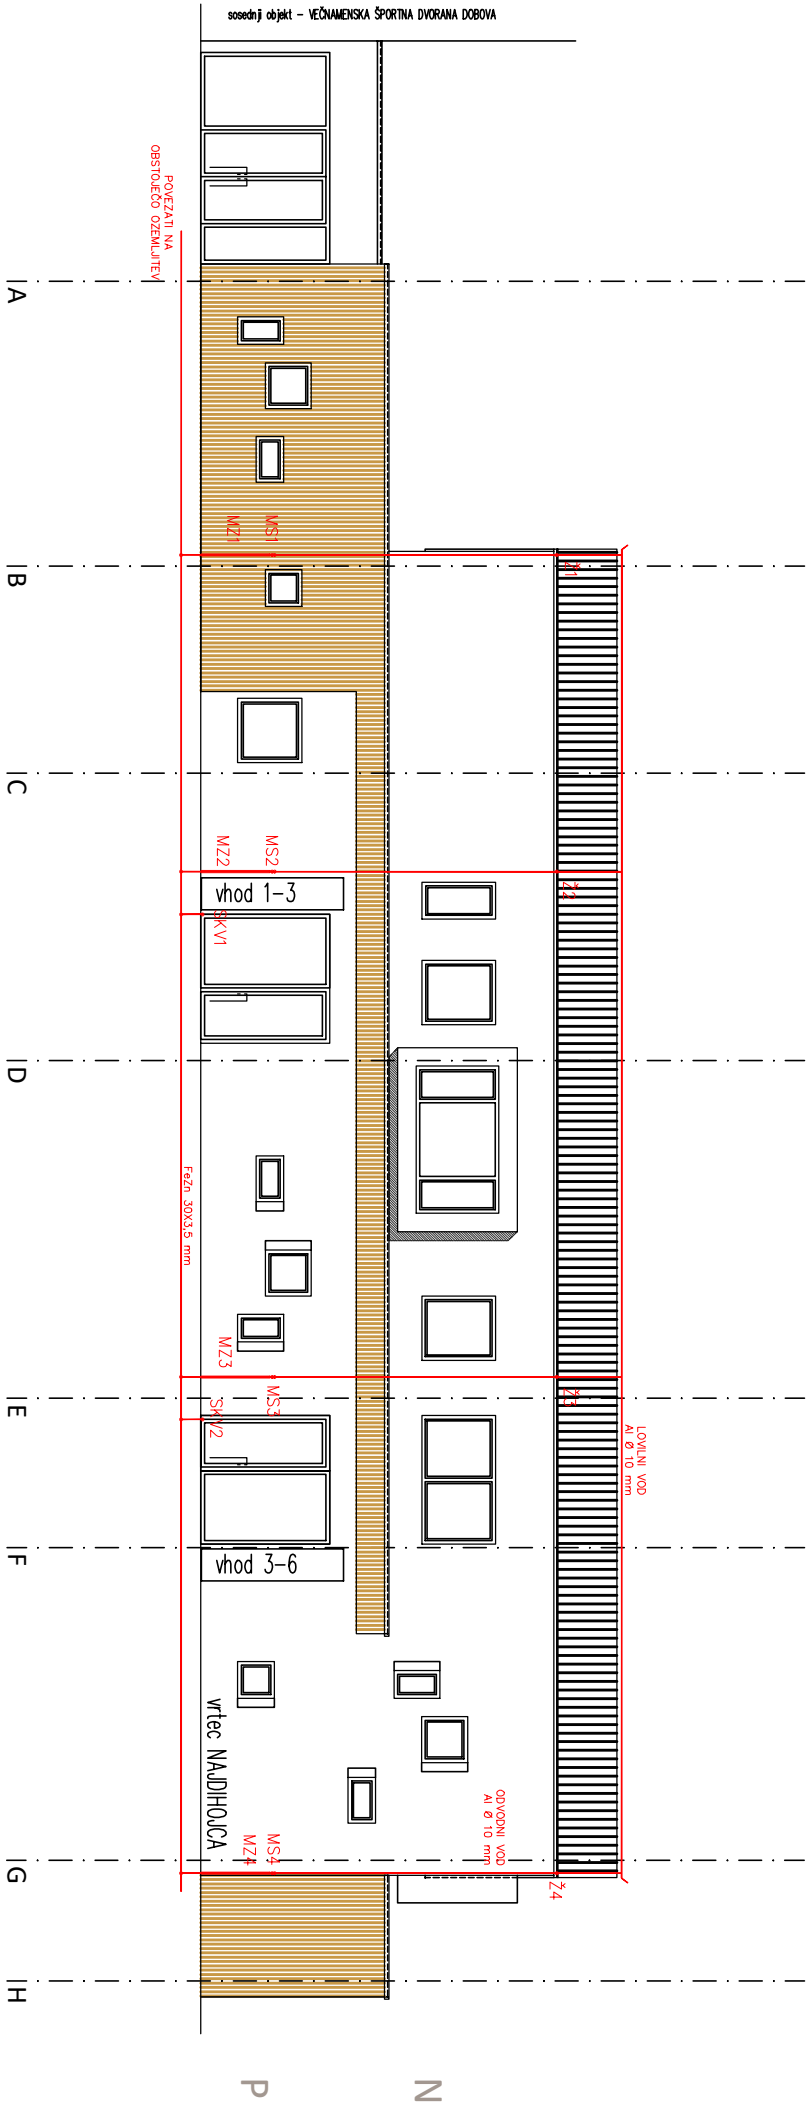 sosednji objekt – VEČNAMENSKA ŠPORTNA DVORANA DOBOVA
POVEZATI NA
OBSTOJEČO OZEMLJITEV
A
MS1
MZ1
Ž1
B
C
MS2
MZ2
Ž2
vhod 1–3
SKV1
D
FeZn 30X3,5 mm
MZ3
MS3
Ž3
E
SKV2
LOVILNI VOD
Al Ø 10 mm
F
vhod 3–6
vrtec NAJDIHOJCA
ODVODNI VOD
Al Ø 10 mm
MS4
MZ4
G
Ž4
H
N
P